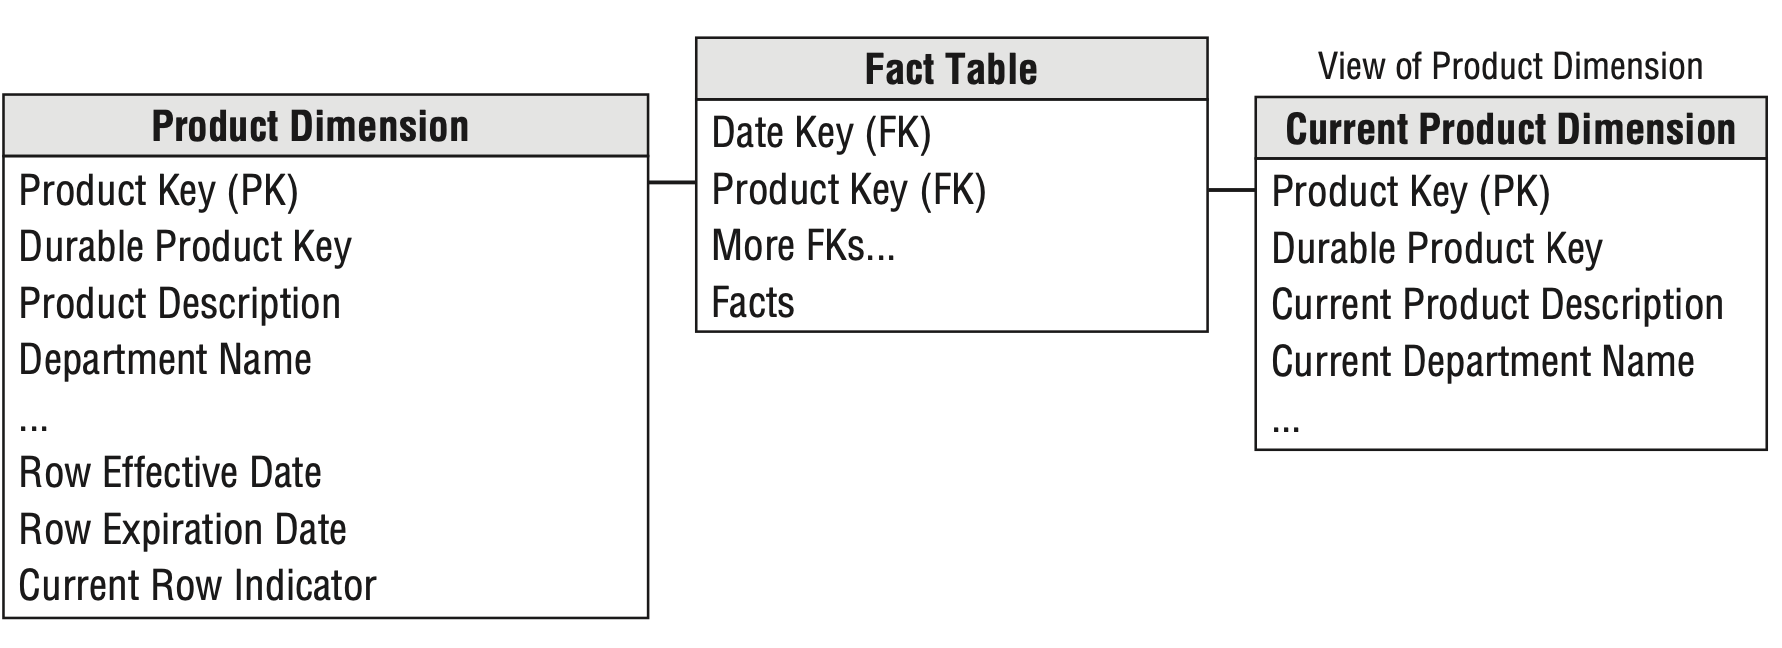 Product Dimension
Product Key (PK)
Durable Product Key
Product Description
Department Name
...
Row Effective Date
Row Expiration Date
Current Row Indicator
Fact Table
Date Key (FK)
Product Key (FK)
More FKs...
Facts
View of Product Dimension
Current Product Dimension
Product Key (PK)
Durable Product Key
Current Product Description
Current Department Name
...